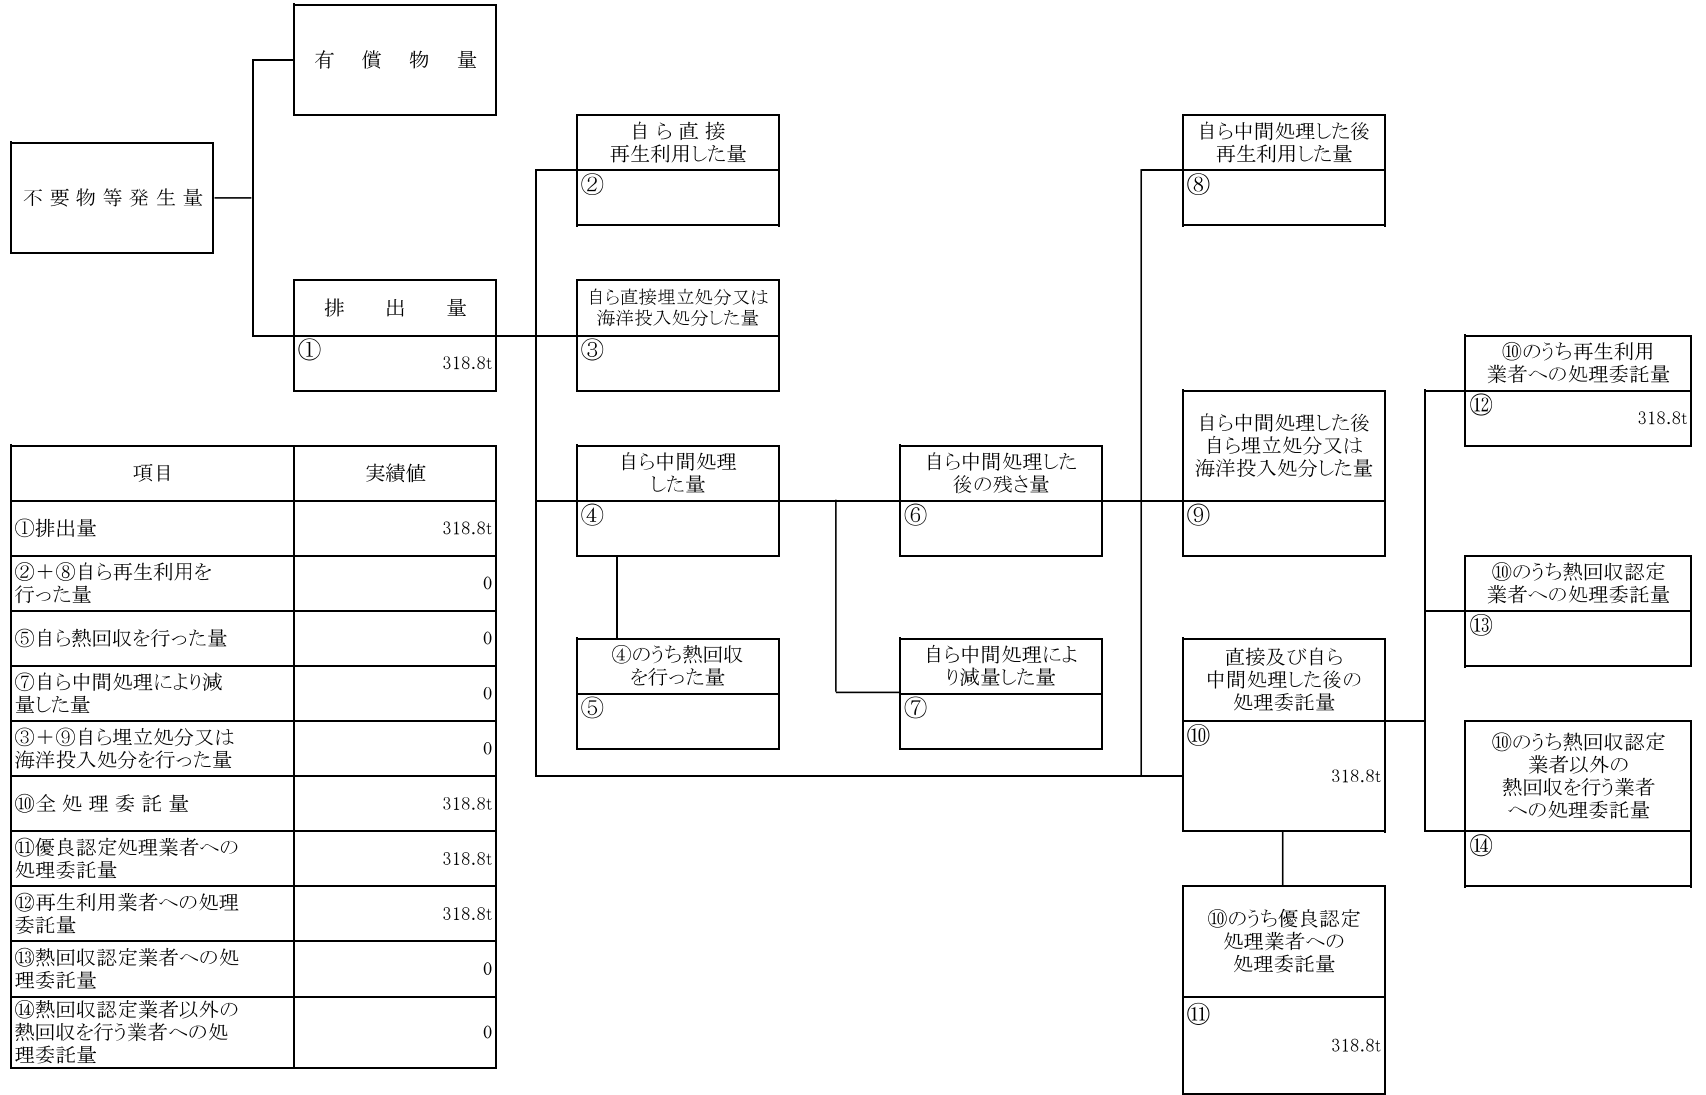 有償物量
不要物等発生量
排出量
①
318.8t
自ら直接
再生利用した量
②
自ら直接埋立処分又は
海洋投入処分した量
③
自ら中間処理
した量
④
④のうち熱回収
を行った量
⑤
自ら中間処理した
後の残さ量
⑥
自ら中間処理によ
り減量した量
⑦
自ら中間処理した後
再生利用した量
⑧
自ら中間処理した後
自ら埋立処分又は
海洋投入処分した量
⑨
直接及び自ら
中間処理した後の
処理委託量
⑩
318.8t
⑩のうち優良認定
処理業者への
処理委託量
⑪
318.8t
⑩のうち再生利用
業者への処理委託量
⑫
318.8t
⑩のうち熱回収認定
業者への処理委託量
⑬
⑩のうち熱回収認定
業者以外の
熱回収を行う業者
への処理委託量
⑭
項目 実績値
①排出量 318.8t
②＋⑧自ら再生利用を
行った量 0
⑤自ら熱回収を行った量 0
⑦自ら中間処理により減
量した量 0
③＋⑨自ら埋立処分又は
海洋投入処分を行った量 0
⑩全処理委託量 318.8t
⑪優良認定処理業者への
処理委託量 318.8t
⑫再生利用業者への処理
委託量 318.8t
⑬熱回収認定業者への処
理委託量 0
⑭熱回収認定業者以外の
熱回収を行う業者への処
理委託量 0